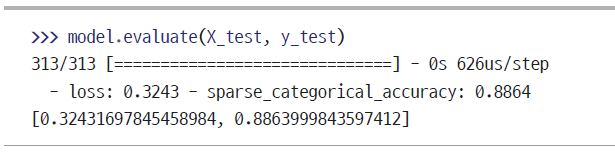 >>> model.evaluate(X_test, y_test)
313/313 [==============================] - 0s 626us/step
- loss: 0.3243 - sparse_categorical_accuracy: 0.8864
[0.32431697845458984, 0.8863999843597412]